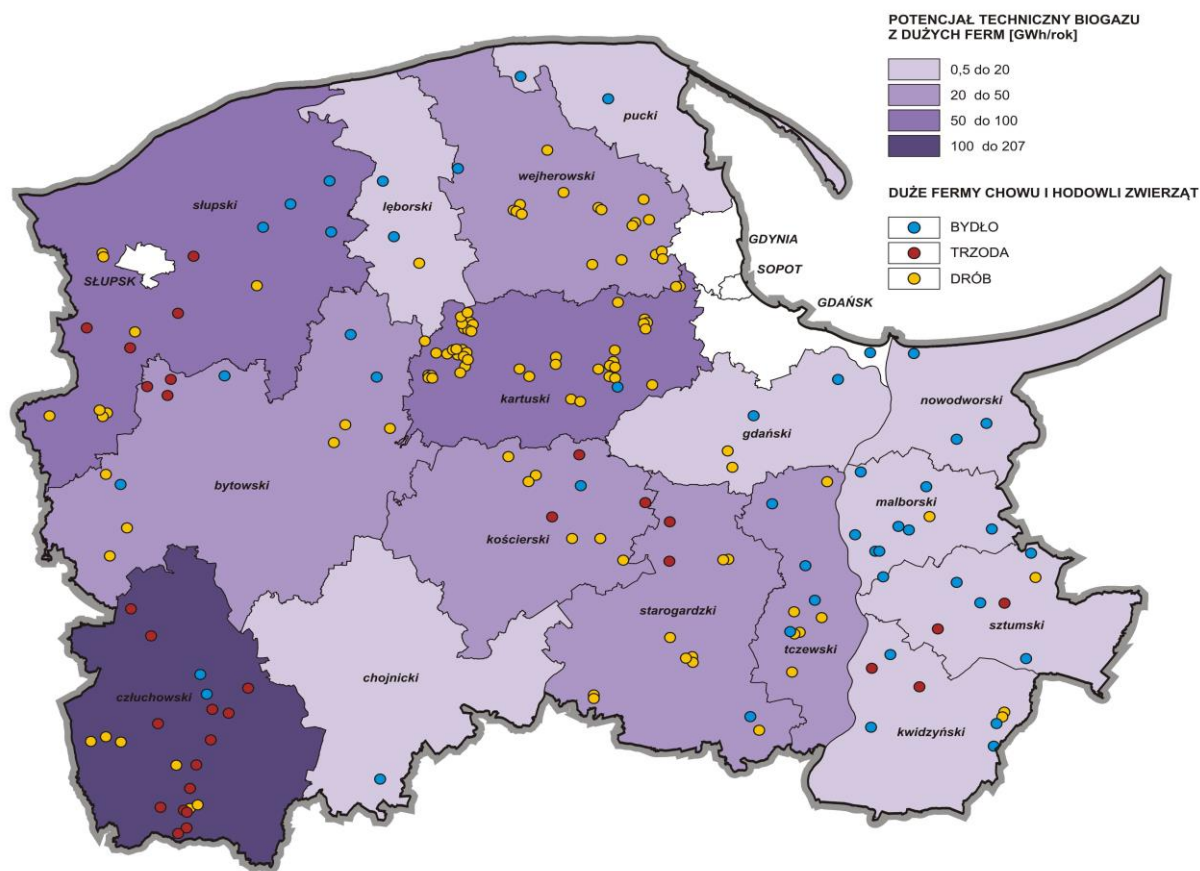 POTENCJAŁ TECHNICZNY BIOGAZU
Z DUŻYCH FERM [GWh/rok]
0,5 do 20
20 do 50
50 do 100
100 do 207
DUŻE FERMY CHOWU I HODOWLI ZWIERZĄT
BYDŁO
TRZODA
DRÓB
pucki
wejherowski
słupski
lęborski
GDYNIA
SOPOT
SŁUPSK
GDAŃSK
kartuski
nowodworski
gdański
bytowski
malborski
kościerski
starogardzki
sztumski
tczewski
chojnicki
człuchowski
kwidzyński